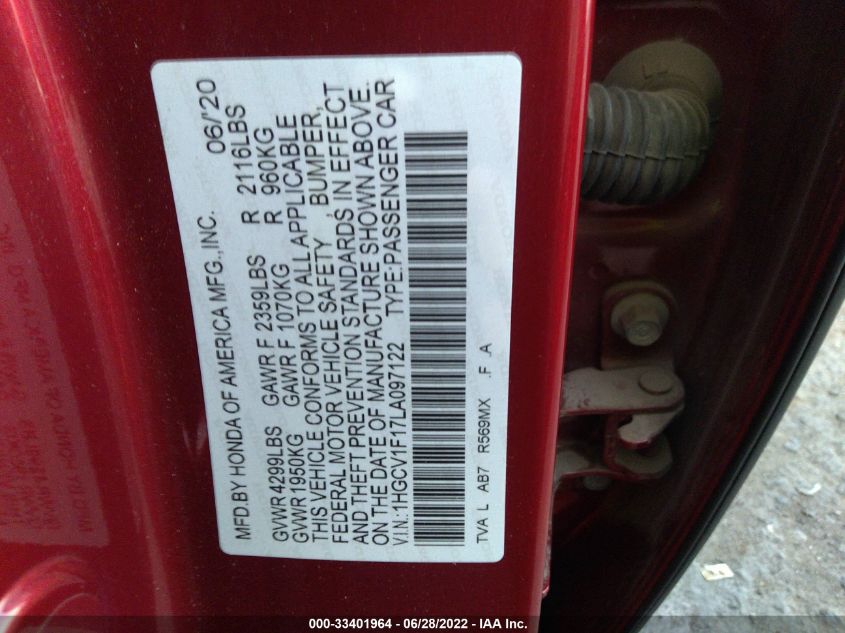 MFD.BY HONDA OF AMERICA MFG.,INC. 06/'20
GVWR 4299LBS GAWR F 2359LBS R 2116LBS
GVWR 1950KG GAWR F 1070KG R 960KG
THIS VEHICLE CONFORMS TO ALL APPLICABLE
FEDERAL MOTOR VEHICLE SAFETY , BUMPER,
AND THEFT PREVENTION STANDARDS IN EFFECT
ON THE DATE OF MANUFACTURE SHOWN ABOVE.
V.I.N.:1HGCV1F17LA097122 TYPE:PASSENGER CAR
TVA L AB7 R569MX .F A
000-33401964 - 06/28/2022 - IAA Inc.